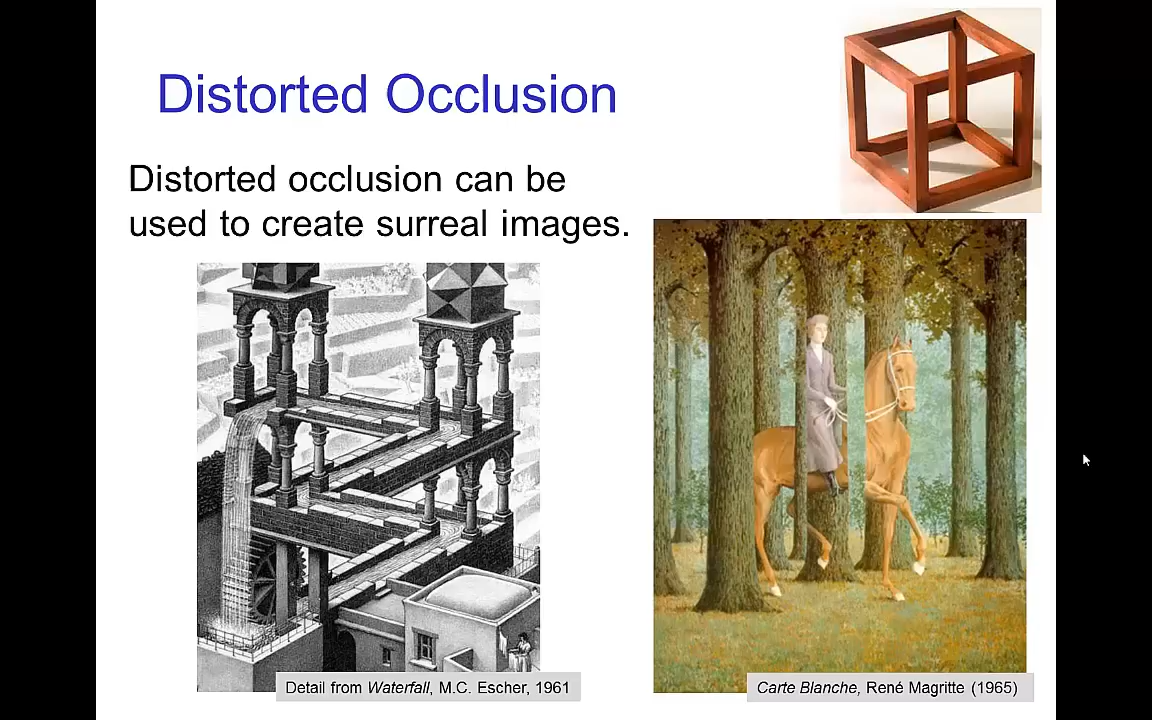 Distorted Occlusion
Distorted occlusion can be
used to create surreal images.
Detail from Waterfall, M.C. Escher, 1961
Carte Blanche, René Magritte (1965)